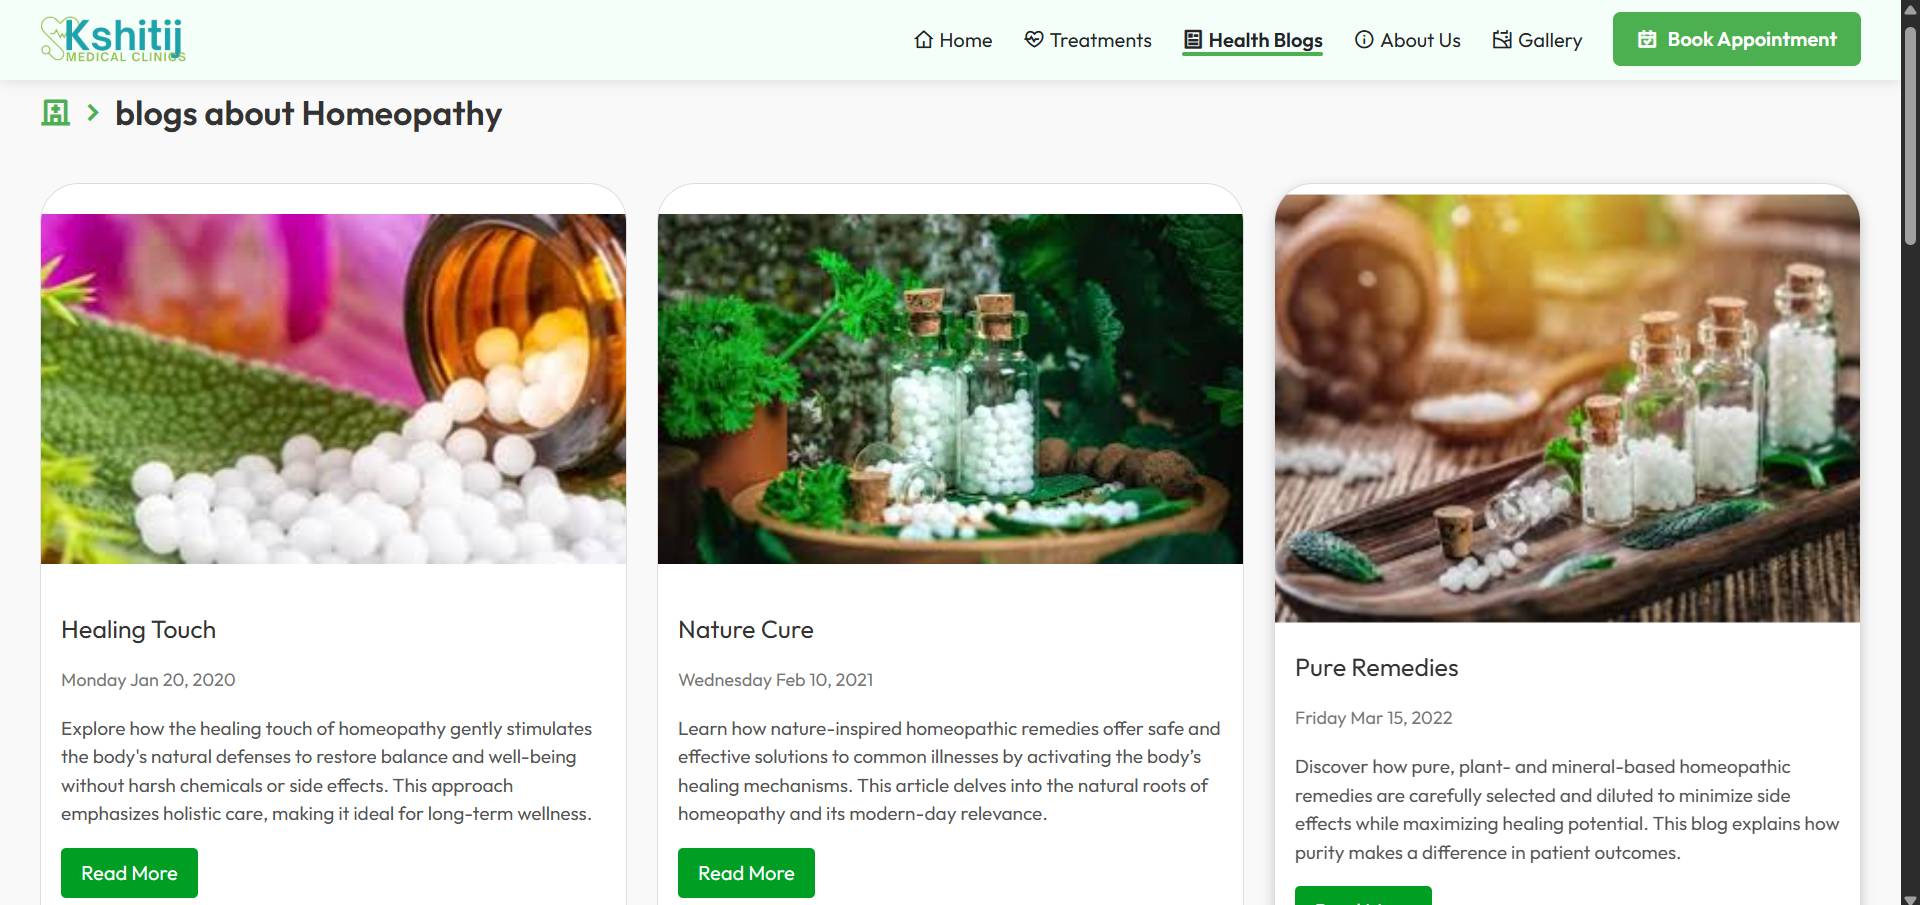 Kshitij
MEDICAL CLINICS
Home
Treatments
Health Blogs
About Us
Gallery
Book Appointment
blogs about Homeopathy
Healing Touch
Monday Jan 20, 2020
Explore how the healing touch of homeopathy gently stimulates
the body's natural defenses to restore balance and well-being
without harsh chemicals or side effects. This approach
emphasizes holistic care, making it ideal for long-term wellness.
Read More
Nature Cure
Wednesday Feb 10, 2021
Learn how nature-inspired homeopathic remedies offer safe and
effective solutions to common illnesses by activating the body’s
healing mechanisms. This article delves into the natural roots of
homeopathy and its modern-day relevance.
Read More
Pure Remedies
Friday Mar 15, 2022
Discover how pure, plant- and mineral-based homeopathic
remedies are carefully selected and diluted to minimize side
effects while maximizing healing potential. This blog explains how
purity makes a difference in patient outcomes.